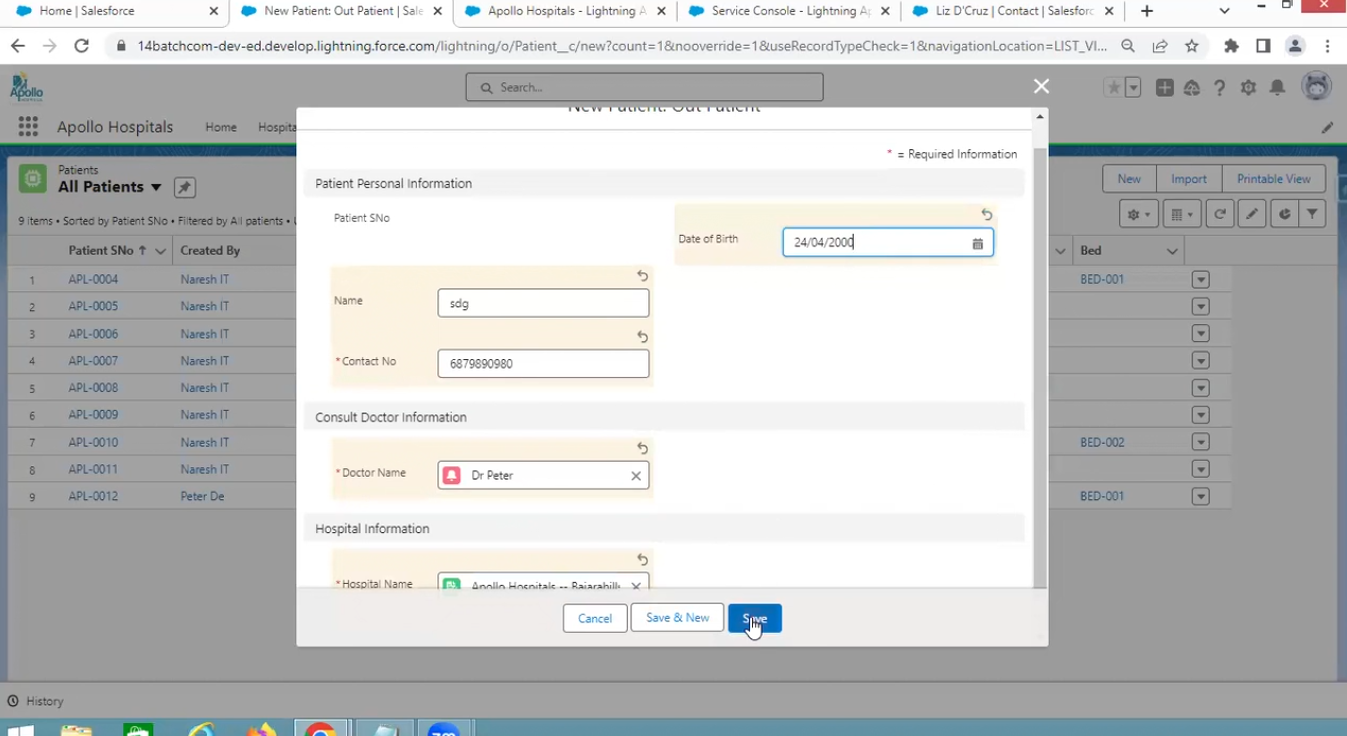 Home | Salesforce
New Patient: Out Patient | Sale
Apollo Hospitals - Lightning A
Service Console - Lightning Ap
Liz D'Cruz | Contact | Salesforc
14batchcom-dev-ed.develop.lightning.force.com/lightning/o/Patient__c/new?count=1&nooverride=1&useRecordTypeCheck=1&navigationLocation=LIST_VI...
Apollo
Search...
Apollo Hospitals
Home
Hospita
New Patient: Out Patient
* = Required Information
Patients
All Patients
New
Import
Printable View
9 items • Sorted by Patient SNo • Filtered by All patients •
Patient SNo
Created By
Bed
1 APL-0004 Naresh IT BED-001
2 APL-0005 Naresh IT
3 APL-0006 Naresh IT
4 APL-0007 Naresh IT
5 APL-0008 Naresh IT
6 APL-0009 Naresh IT
7 APL-0010 Naresh IT BED-002
8 APL-0011 Naresh IT
9 APL-0012 Peter De BED-001
Patient Personal Information
Patient SNo
Date of Birth
24/04/2000
Name
sdg
*Contact No
6879890980
Consult Doctor Information
*Doctor Name
Dr Peter
Hospital Information
*Hospital Name
Apollo Hospitals -- Bajarahills
Cancel
Save & New
Save
History
zm